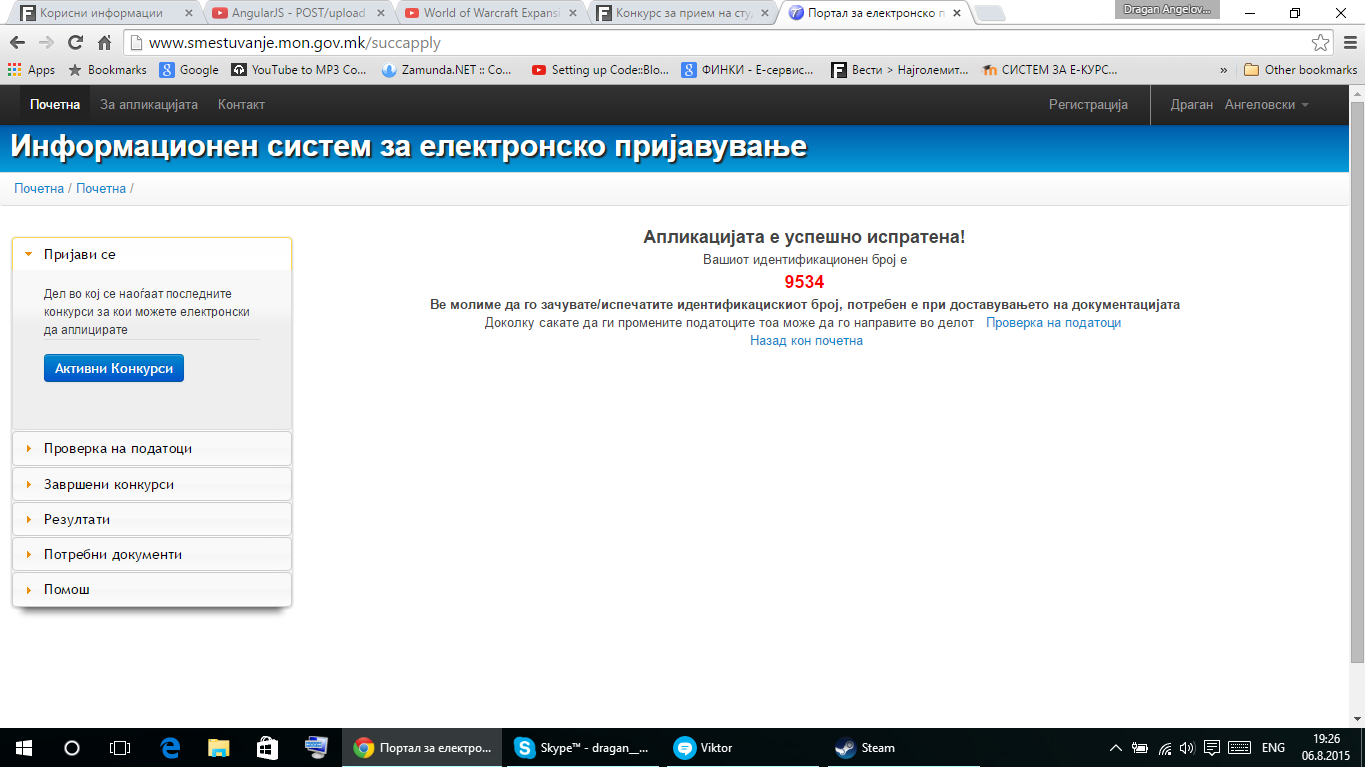 Корисни информации
AngularJS - POST/upload
World of Warcraft Expans
Конкурс за прием на сту
Портал за електронско п
Dragan Angelov...
www.smestuvanje.mon.gov.mk/succapply
Apps
Bookmarks
Google
YouTube to MP3 Co...
Zamunda.NET :: Co...
Setting up Code::Blo...
ФИНКИ - Е-сервис...
Вести > Најголемит...
СИСТЕМ ЗА Е-КУРС...
»
Other bookmarks
Почетна
За апликацијата
Контакт
Регистрација
Драган Ангеловски
Информационен систем за електронско пријавување
Почетна / Почетна /
Пријави се
Дел во кој се наоѓаат последните
конкурси за кои можете електронски
да аплицирате
Активни Конкурси
Проверка на податоци
Завршени конкурси
Резултати
Потребни документи
Помош
Апликацијата е успешно испратена!
Вашиот идентификационен број е
9534
Ве молиме да го зачувате/испечатите идентификацискиот број, потребен е при доставувањето на документацијата
Доколку сакате да ги промените податоците тоа може да го направите во делот Проверка на податоци
Назад кон почетна
Портал за електро...
Skype™ - dragan__...
Viktor
Steam
ENG
19:26
06.8.2015